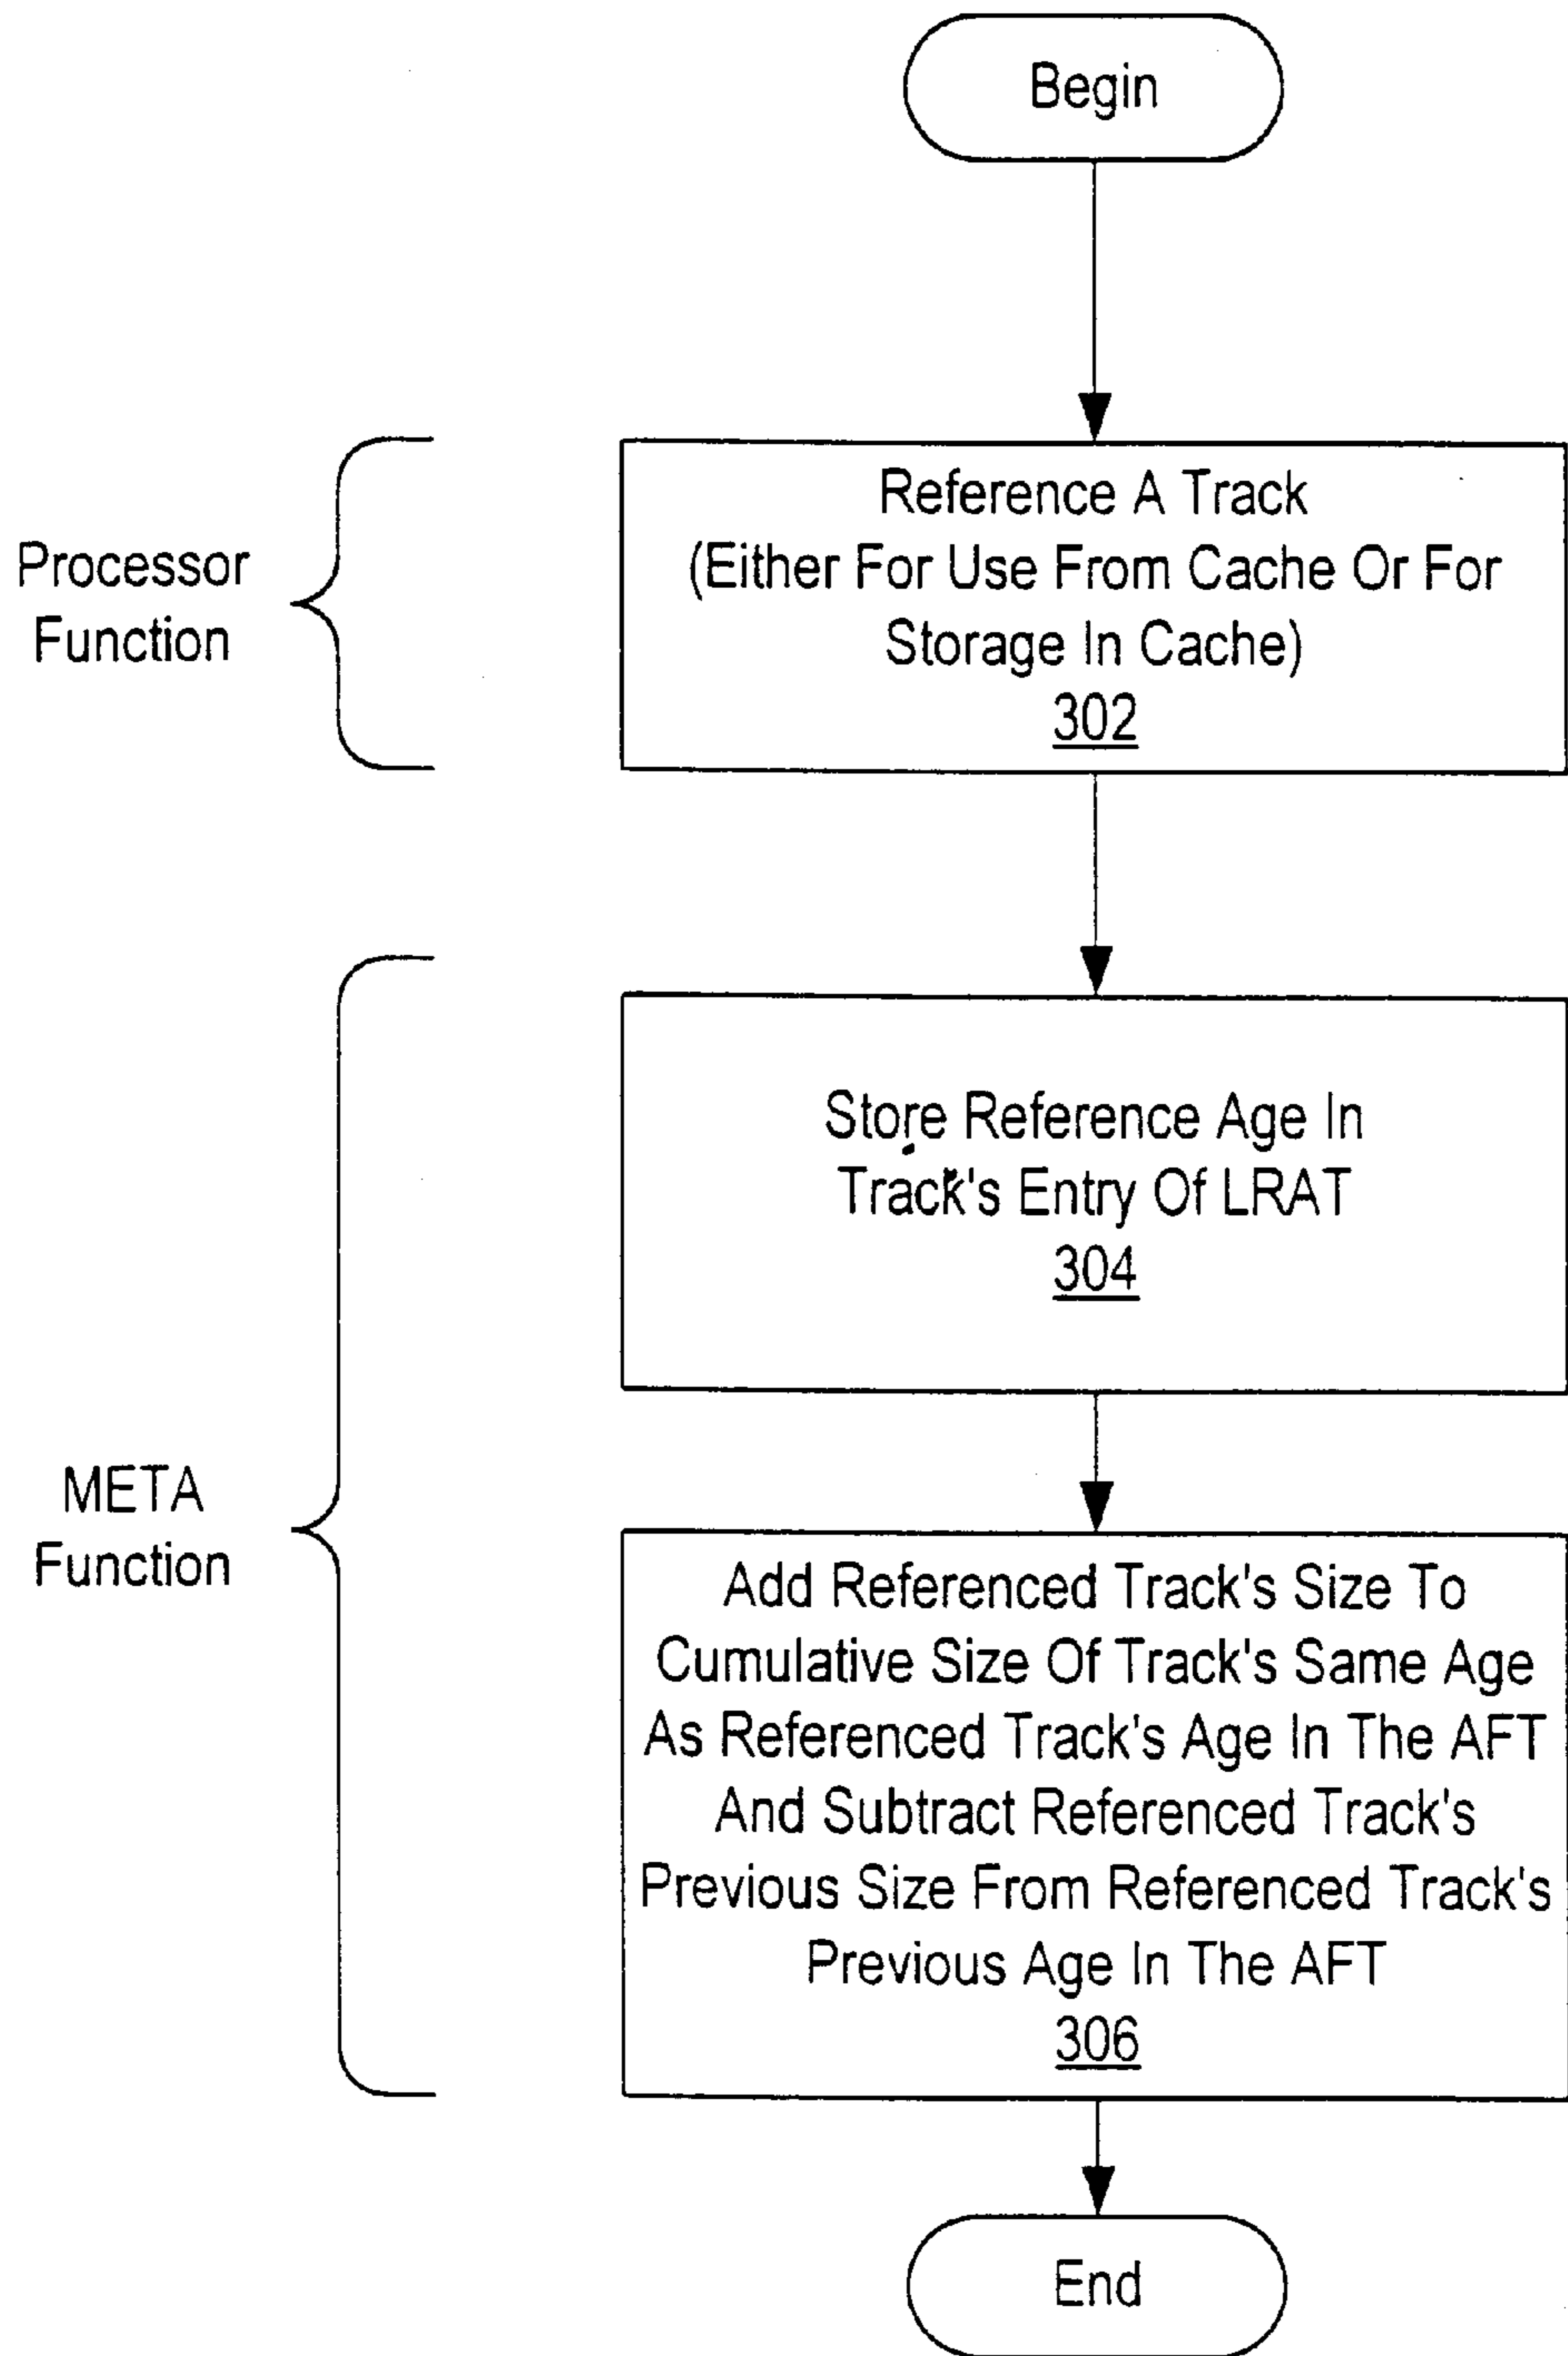 Begin
Processor
Function
Reference A Track
(Either For Use From Cache Or For
Storage In Cache)
302
META
Function
Store Reference Age In
Track's Entry Of LRAT
304
Add Referenced Track's Size To
Cumulative Size Of Track's Same Age
As Referenced Track's Age In The AFT
And Subtract Referenced Track's
Previous Size From Referenced Track's
Previous Age In The AFT
306
End